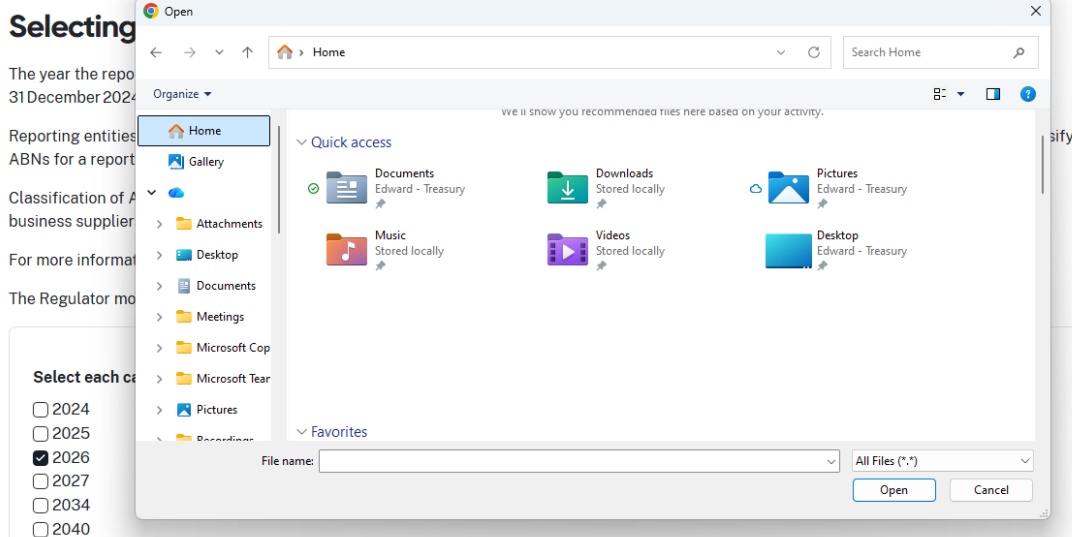 Selecting
The year the repo
31 December 2024
Reporting entities
sify
ABNs for a report
Classification of A
business supplier
For more informat
The Regulator mo
Select each ca
2024
2025
2026
2027
2034
2040
Open
Home
Search Home
Organize
Home
Gallery
Attachments
Desktop
Documents
Meetings
Microsoft Cop
Microsoft Tear
Pictures
Recordings
We'll show you recommended files here based on your activity.
Quick access
Documents
Edward - Treasury
Downloads
Stored locally
Pictures
Edward - Treasury
Music
Stored locally
Videos
Stored locally
Desktop
Edward - Treasury
Favorites
File name:
All Files (*.*)
Open
Cancel